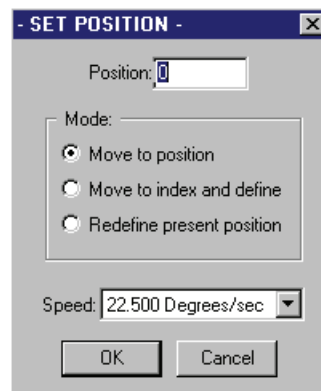 - SET POSITION -
Position: 0
Mode:
Move to position
Move to index and define
Redefine present position
Speed: 22.500 Degrees/sec
OK Cancel